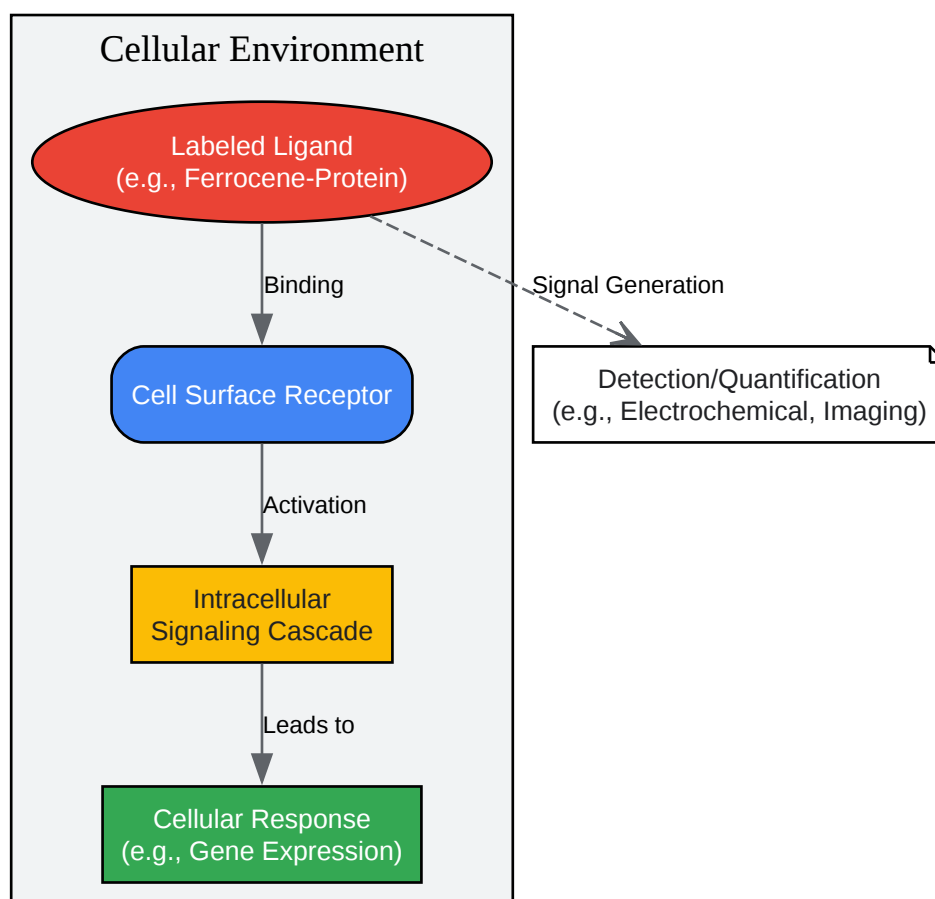 Cellular Environment
Labeled Ligand
(e.g., Ferrocene-Protein)
Binding
Signal Generation
Cell Surface Receptor
Detection/Quantification
(e.g., Electrochemical, Imaging)
Activation
Intracellular
Signaling Cascade
Leads to
Cellular Response
(e.g., Gene Expression)